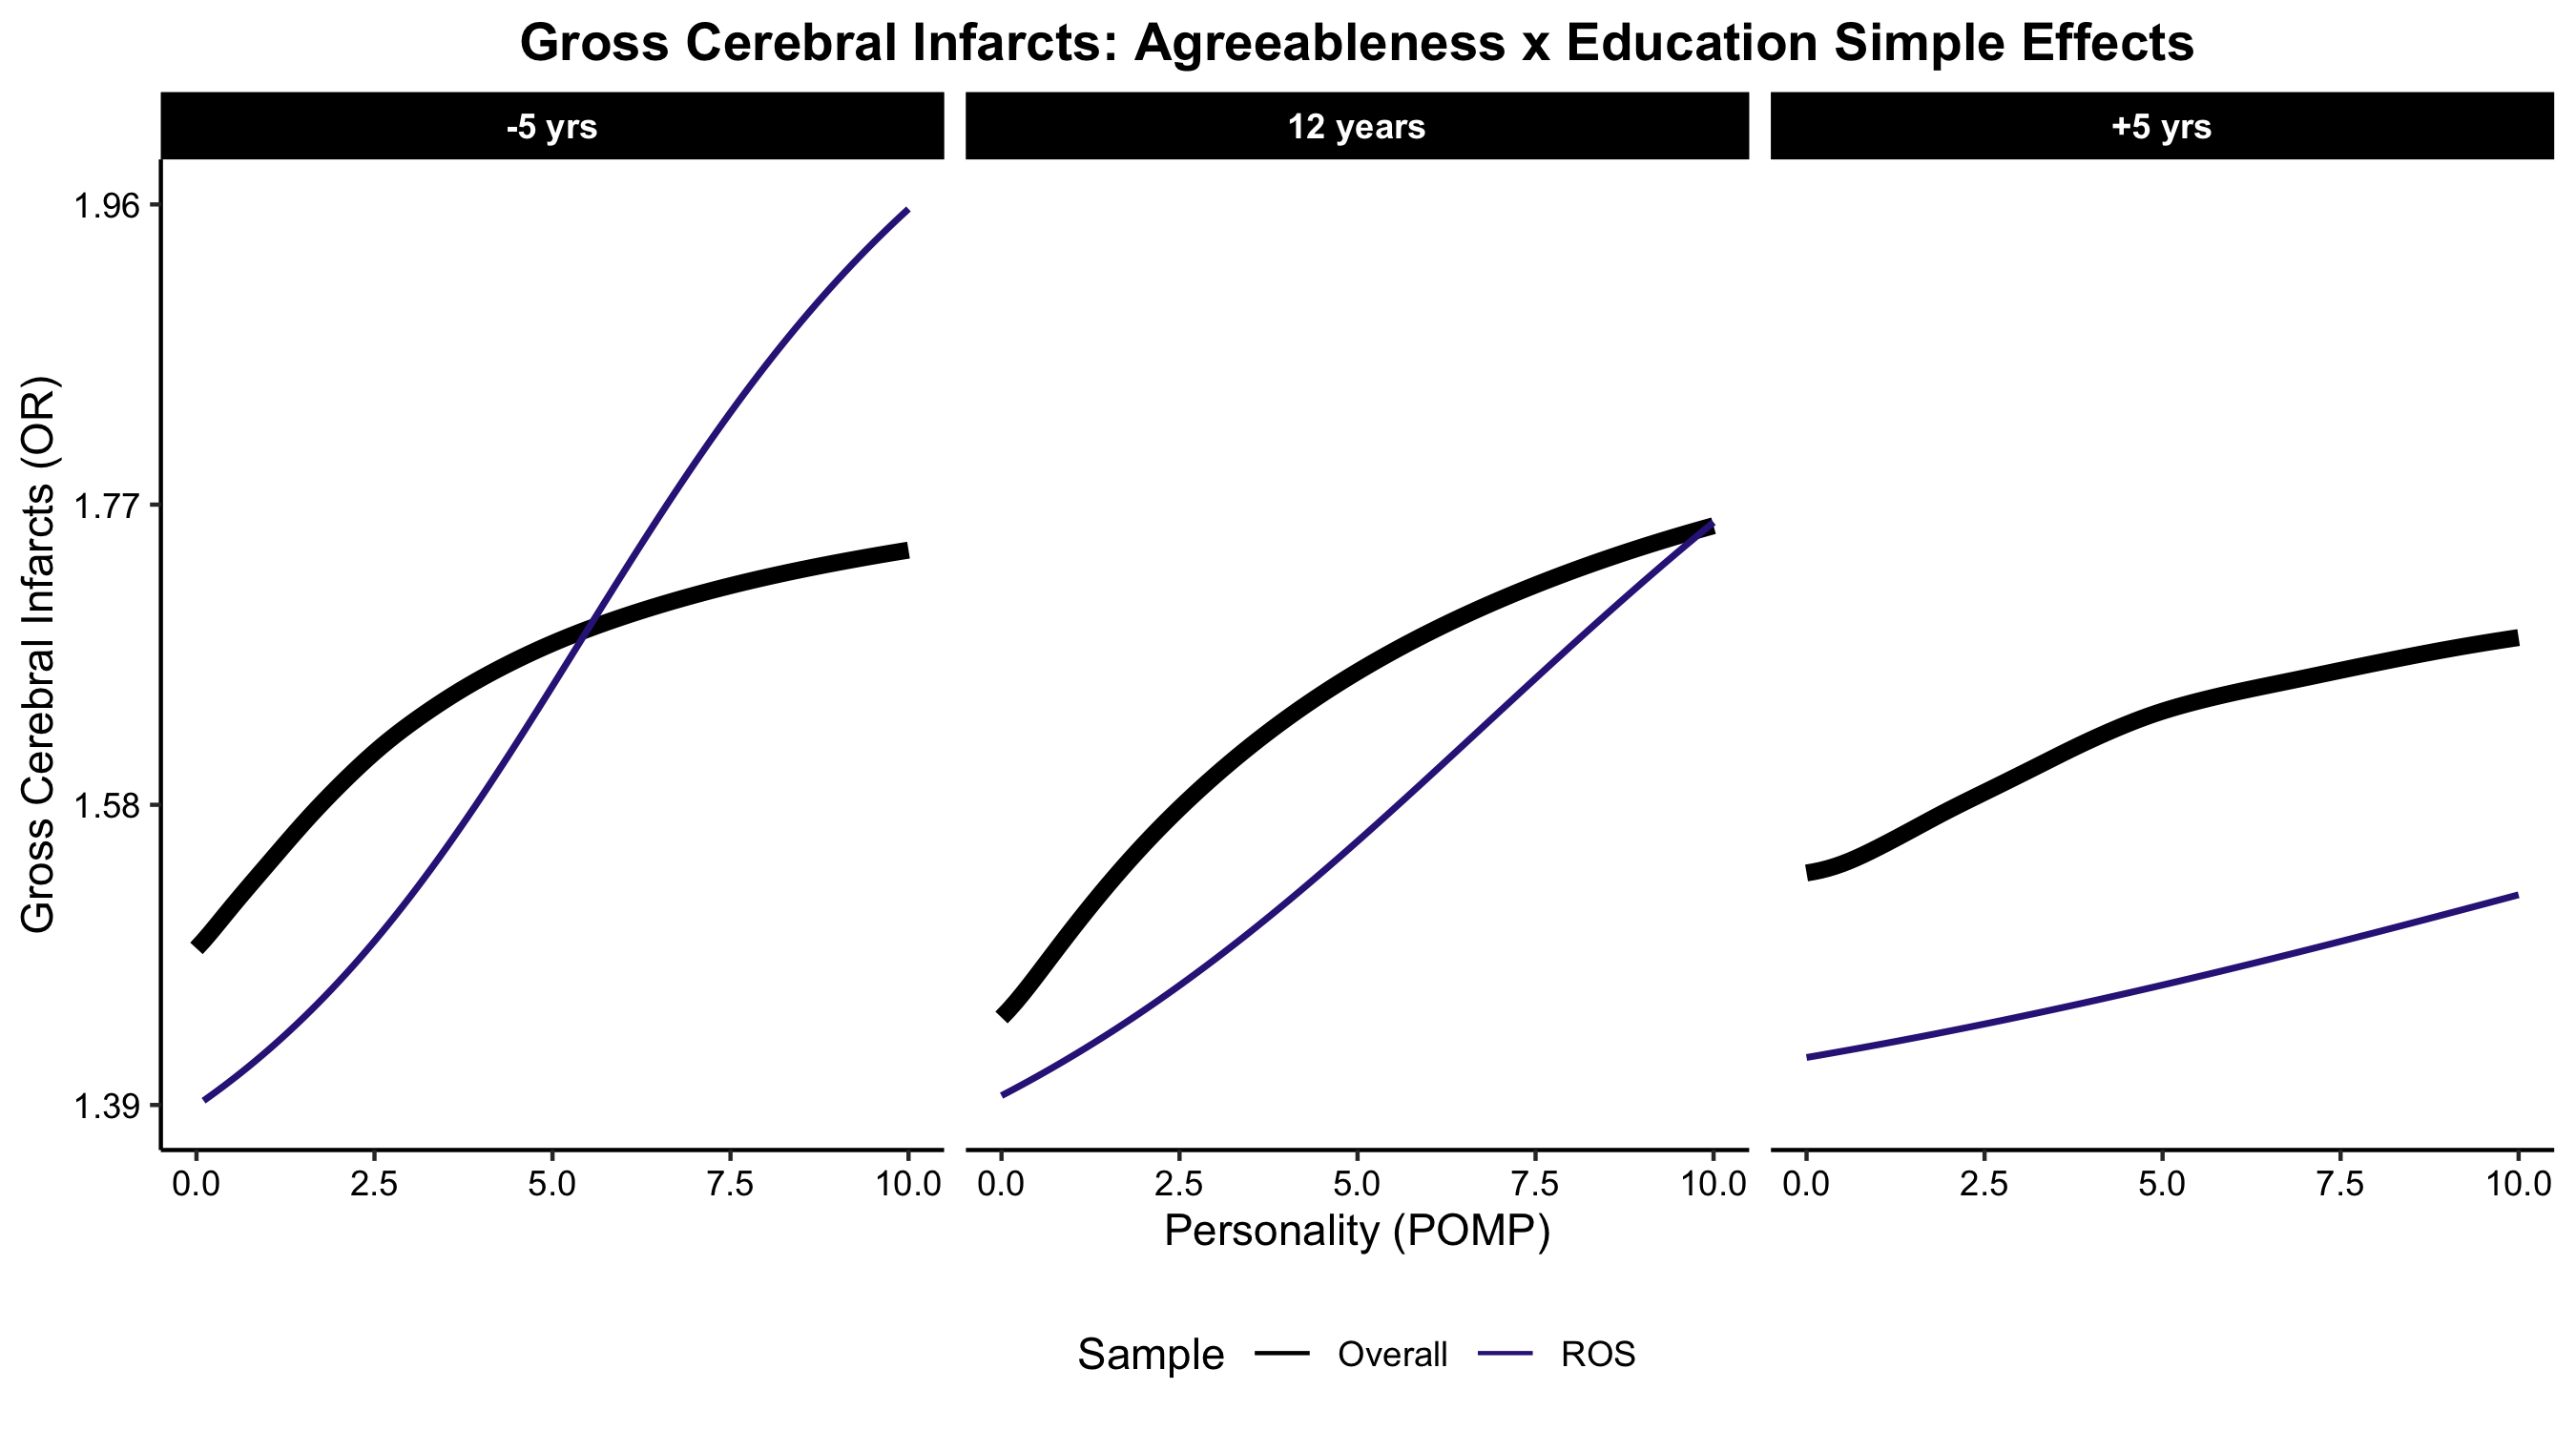 Gross Cerebral Infarcts: Agreeableness x Education Simple Effects
-5 yrs 12 years +5 yrs
Gross Cerebral Infarcts (OR)
1.96
1.77
1.58
1.39
0.0 2.5 5.0 7.5 10.0 0.0 2.5 5.0 7.5 10.0 0.0 2.5 5.0 7.5 10.0
Personality (POMP)
Sample Overall ROS